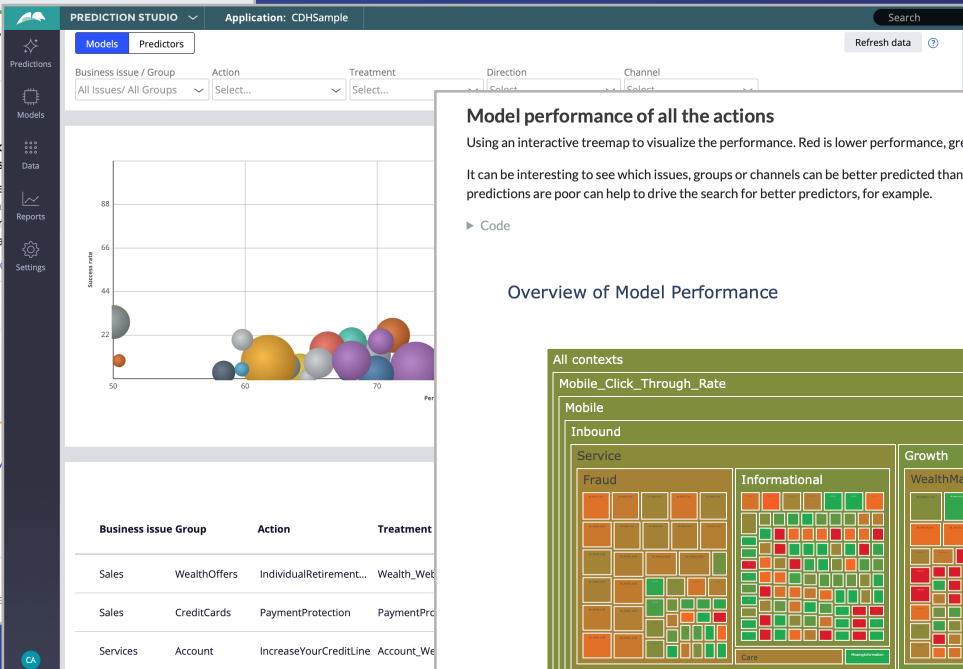 PREDICTION STUDIO
Application: CDHSample
Search
Predictions
Models
Data
Reports
Settings
CA
Models
Predictors
Refresh data
?
Business issue / Group
Action
Treatment
Direction
Channel
All Issues/ All Groups
Select...
Select...
Select
Select
Success rate
88
66
44
22
50
60
70
Per
Business issue
Group
Action
Treatment
Sales
WealthOffers
IndividualRetirement...
Wealth_Web
Sales
CreditCards
PaymentProtection
PaymentPro
Services
Account
IncreaseYourCreditLine
Account_We
Model performance of all the actions
Using an interactive treemap to visualize the performance. Red is lower performance, gre
It can be interesting to see which issues, groups or channels can be better predicted than
predictions are poor can help to drive the search for better predictors, for example.
Code
Overview of Model Performance
All contexts
Mobile_Click_Through_Rate
Mobile
Inbound
Service
Growth
Fraud
Informational
WealthMa
Care
MissingInformation